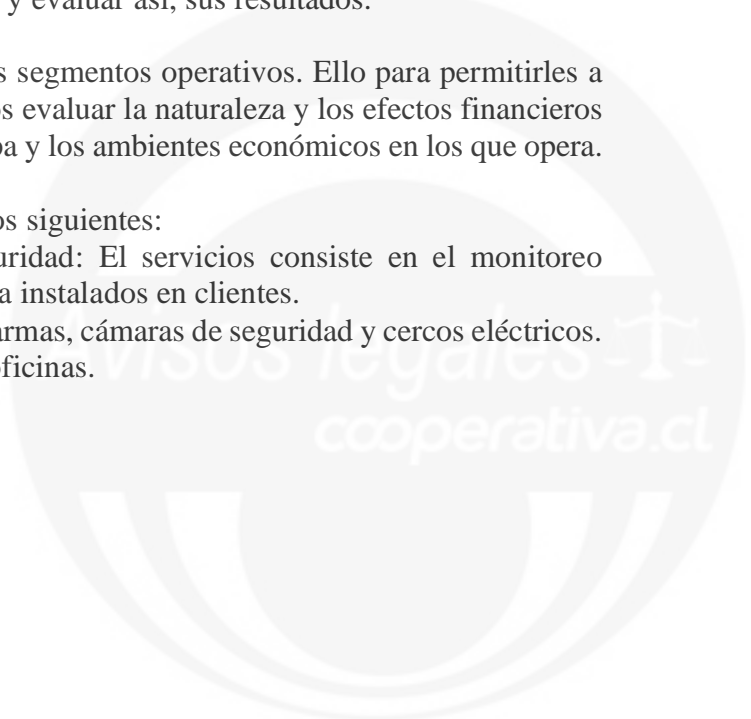 y evaluar así, sus resultados.
s segmentos operativos. Ello para permitirles a
s evaluar la naturaleza y los efectos financieros
a y los ambientes económicos en los que opera.
os siguientes:
uridad: El servicios consiste en el monitoreo
a instalados en clientes.
armas, cámaras de seguridad y cercos eléctricos.
oficinas.
Avisos legales
cooperativa.cl